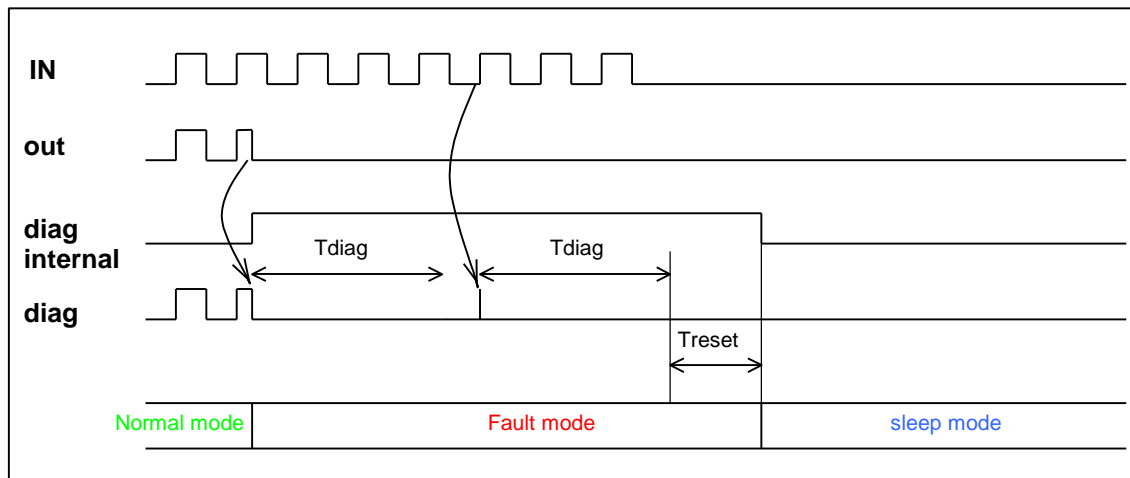 IN
out
diag
internal
Tdiag
Tdiag
diag
Treset
Normal mode
Fault mode
sleep mode